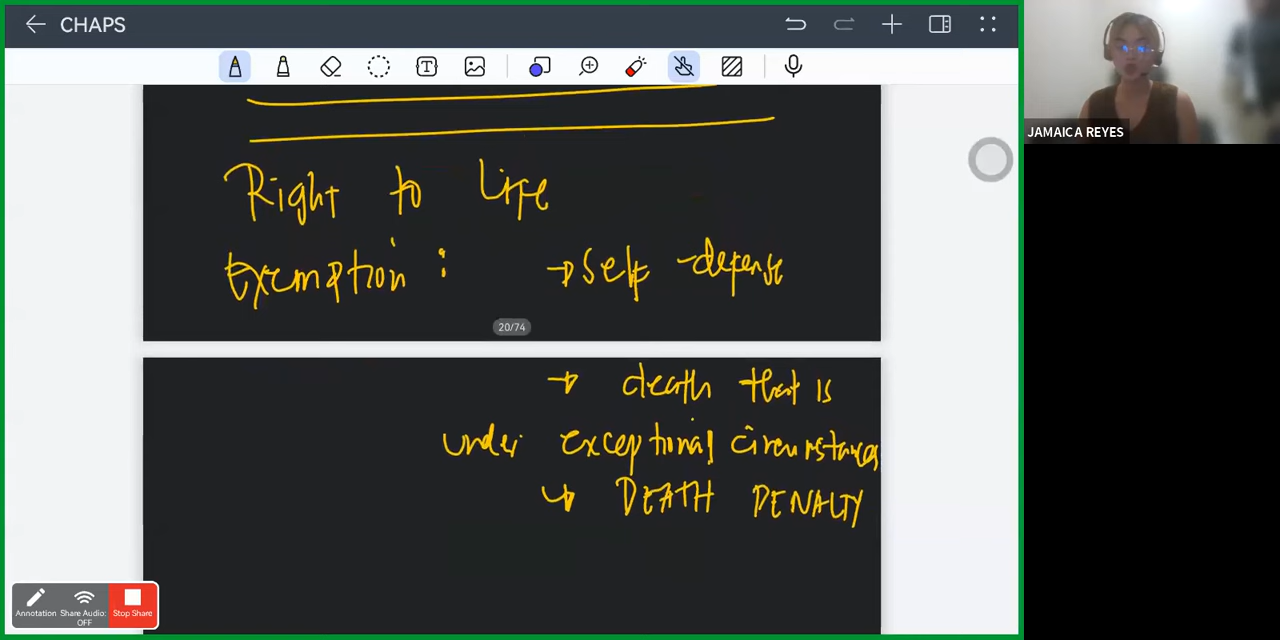 CHAPS
JAMAICA REYES
Right to Life
Exemption : → self-defense
20/74
→ death that is
under exceptional circumstances
↳ DEATH PENALTY
Annotation
Share Audio: OFF
Stop Share